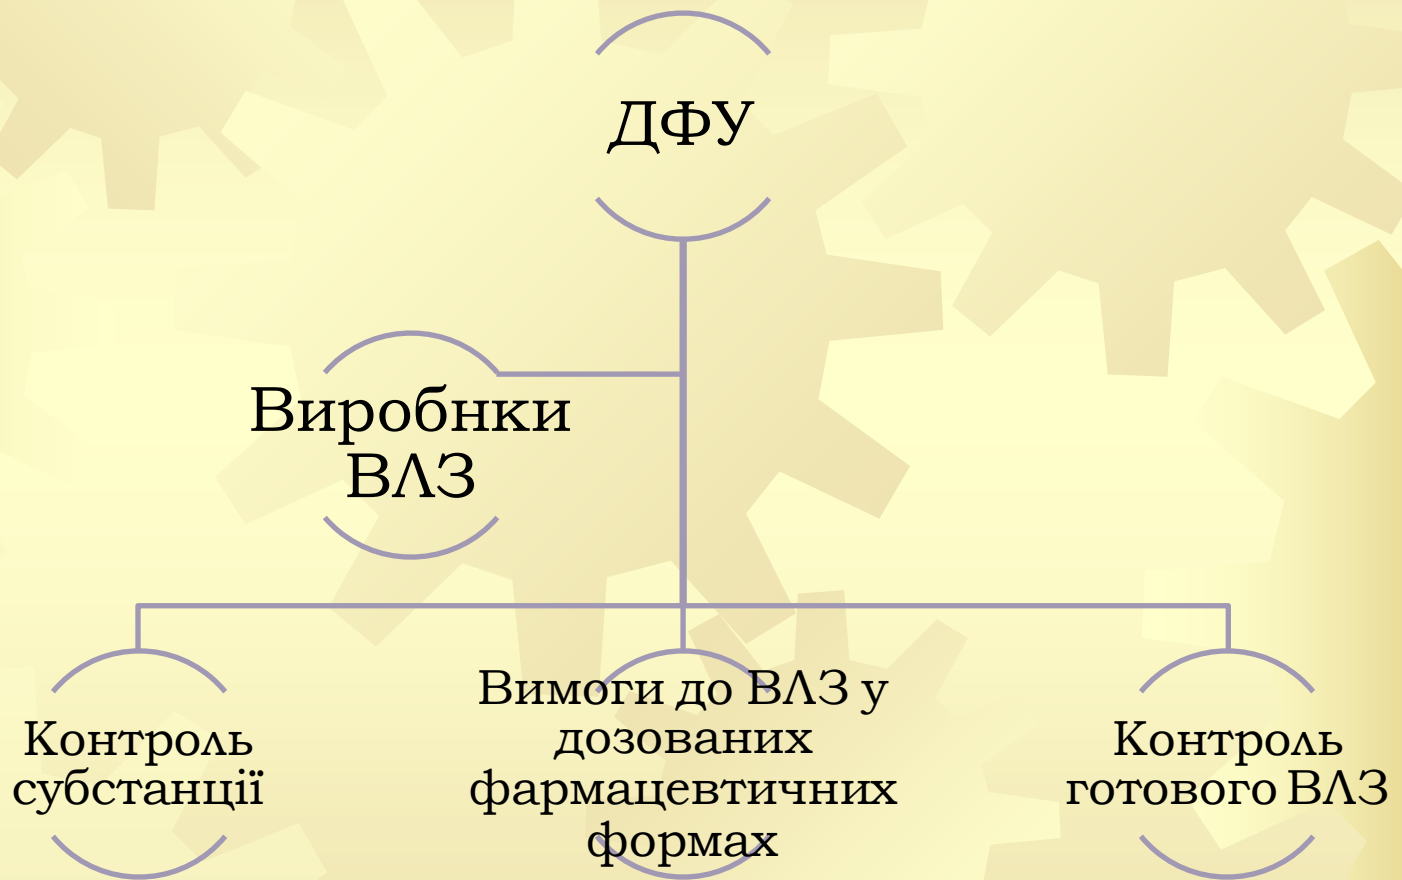 ДФУ
Виробнки
ВЛЗ
Контроль
субстанції
Вимоги до ВЛЗ у
дозованих
фармацевтичних
формах
Контроль
готового ВЛЗ